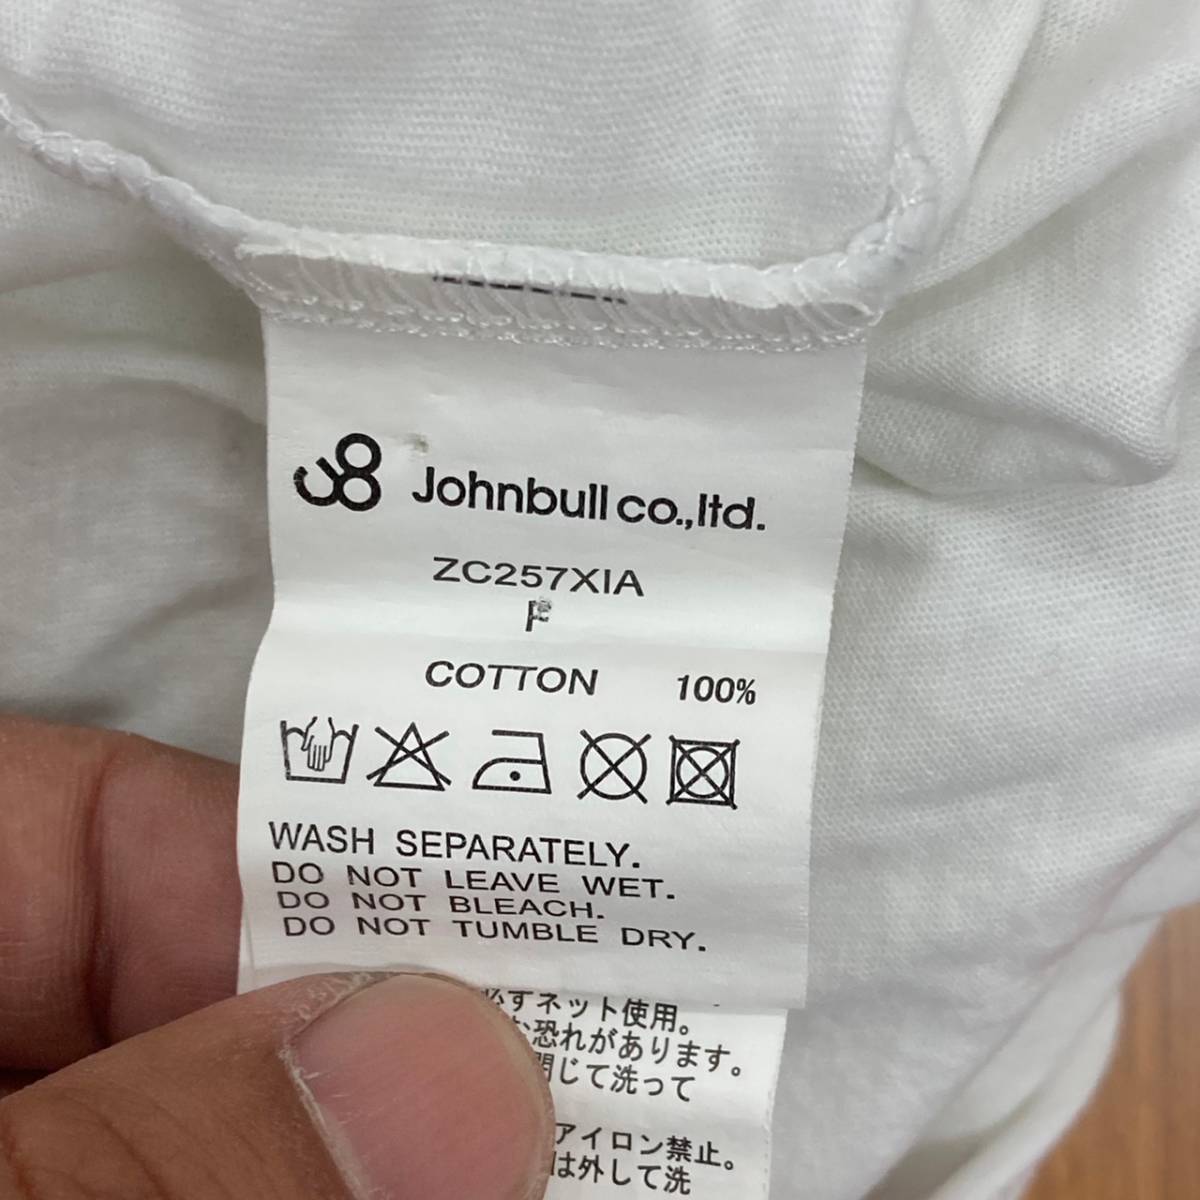 Johnbull co.,ltd.
ZC257XIA
F
COTTON 100%
WASH SEPARATELY.
DO NOT LEAVE WET.
DO NOT BLEACH.
DO NOT TUMBLE DRY.
必ずネット使用。
恐れがあります。
閉じて洗って
アイロン禁止。
は外して洗